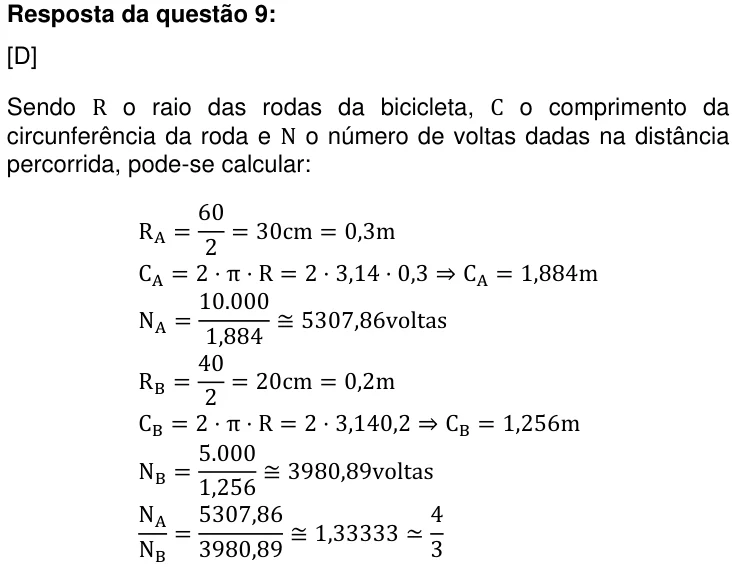 Resposta da questão 9:
[D]
Sendo R o raio das rodas da bicicleta, C o comprimento da
circunferência da roda e N o número de voltas dadas na distância
percorrida, pode-se calcular:
R_A = 60/2 = 30cm = 0,3m
C_A = 2 · π · R = 2 · 3,14 · 0,3 ⇒ C_A = 1,884m
N_A = 10.000/1,884 ≅ 5307,86voltas
R_B = 40/2 = 20cm = 0,2m
C_B = 2 · π · R = 2 · 3,140,2 ⇒ C_B = 1,256m
N_B = 5.000/1,256 ≅ 3980,89voltas
N_A/N_B = 5307,86/3980,89 ≅ 1,33333 ≃ 4/3